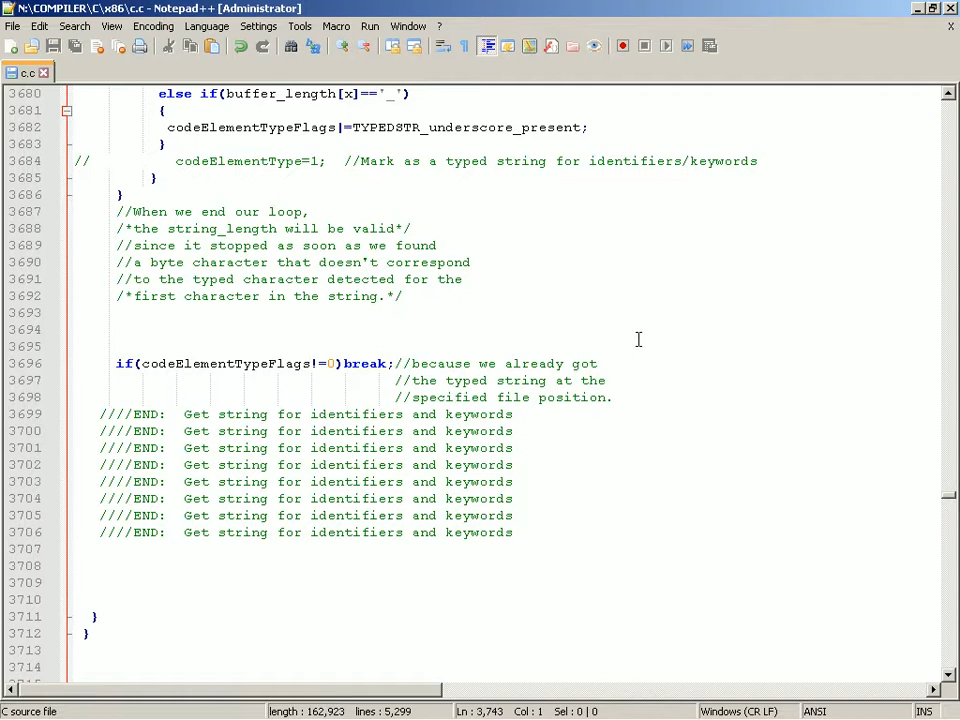 N:\COMPILER\C\x86\c.c - Notepad++ [Administrator]
File Edit Search View Encoding Language Settings Tools Macro Run Window ? X
c.c
3680 else if(buffer_length[x]=='_')
3681 {
3682 codeElementTypeFlags|=TYPEDSTR_underscore_present;
3683 }
3684 // codeElementType=1; //Mark as a typed string for identifiers/keywords
3685 }
3686 }
3687 //When we end our loop,
3688 /*the string_length will be valid*/
3689 //since it stopped as soon as we found
3690 //a byte character that doesn't correspond
3691 //to the typed character detected for the
3692 /*first character in the string.*/
3693
3694
3695
3696 if(codeElementTypeFlags!=0)break;//because we already got
3697 //the typed string at the
3698 //specified file position.
3699 ////END: Get string for identifiers and keywords
3700 ////END: Get string for identifiers and keywords
3701 ////END: Get string for identifiers and keywords
3702 ////END: Get string for identifiers and keywords
3703 ////END: Get string for identifiers and keywords
3704 ////END: Get string for identifiers and keywords
3705 ////END: Get string for identifiers and keywords
3706 ////END: Get string for identifiers and keywords
3707
3708
3709
3710
3711 }
3712 }
3713
3714
C source file length : 162,923 lines : 5,299 Ln : 3,743 Col : 1 Sel : 0 | 0 Windows (CR LF) ANSI INS